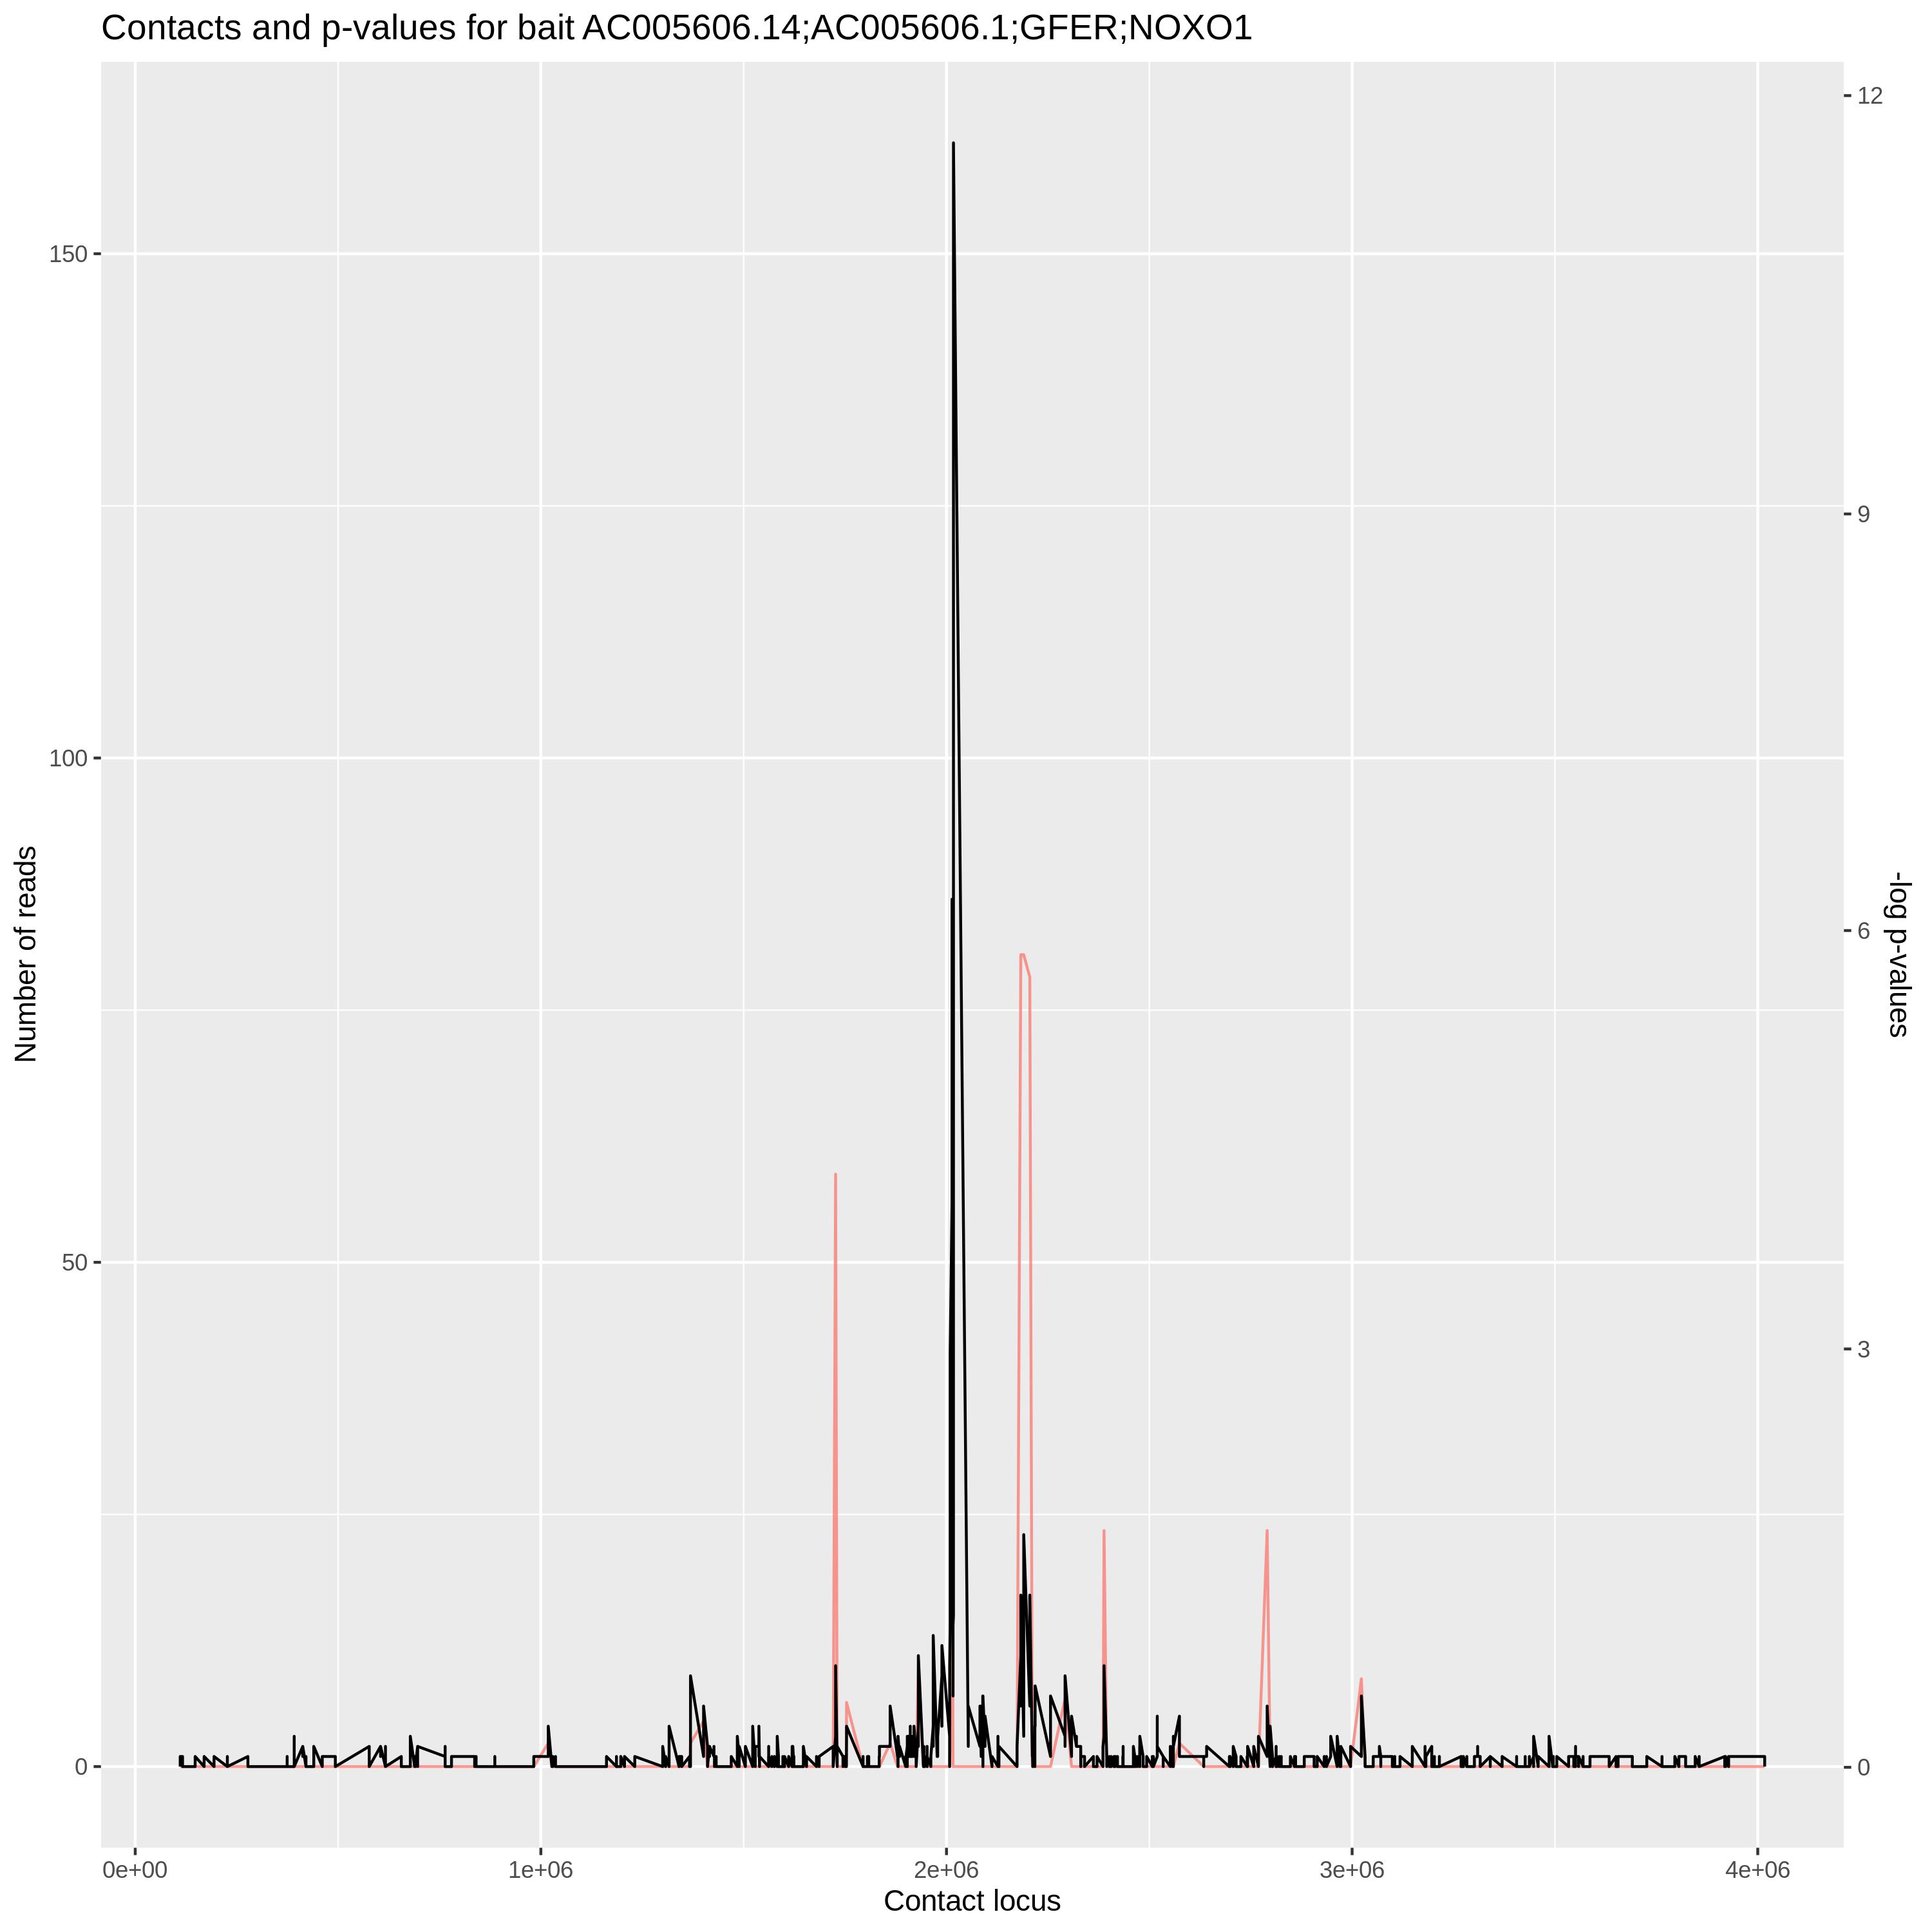 Contacts and p-values for bait AC005606.14;AC005606.1;GFER;NOXO1
12
150
9
100
Number of reads
-log p-values
6
50
3
0
0
0e+00
1e+06
2e+06
3e+06
4e+06
Contact locus